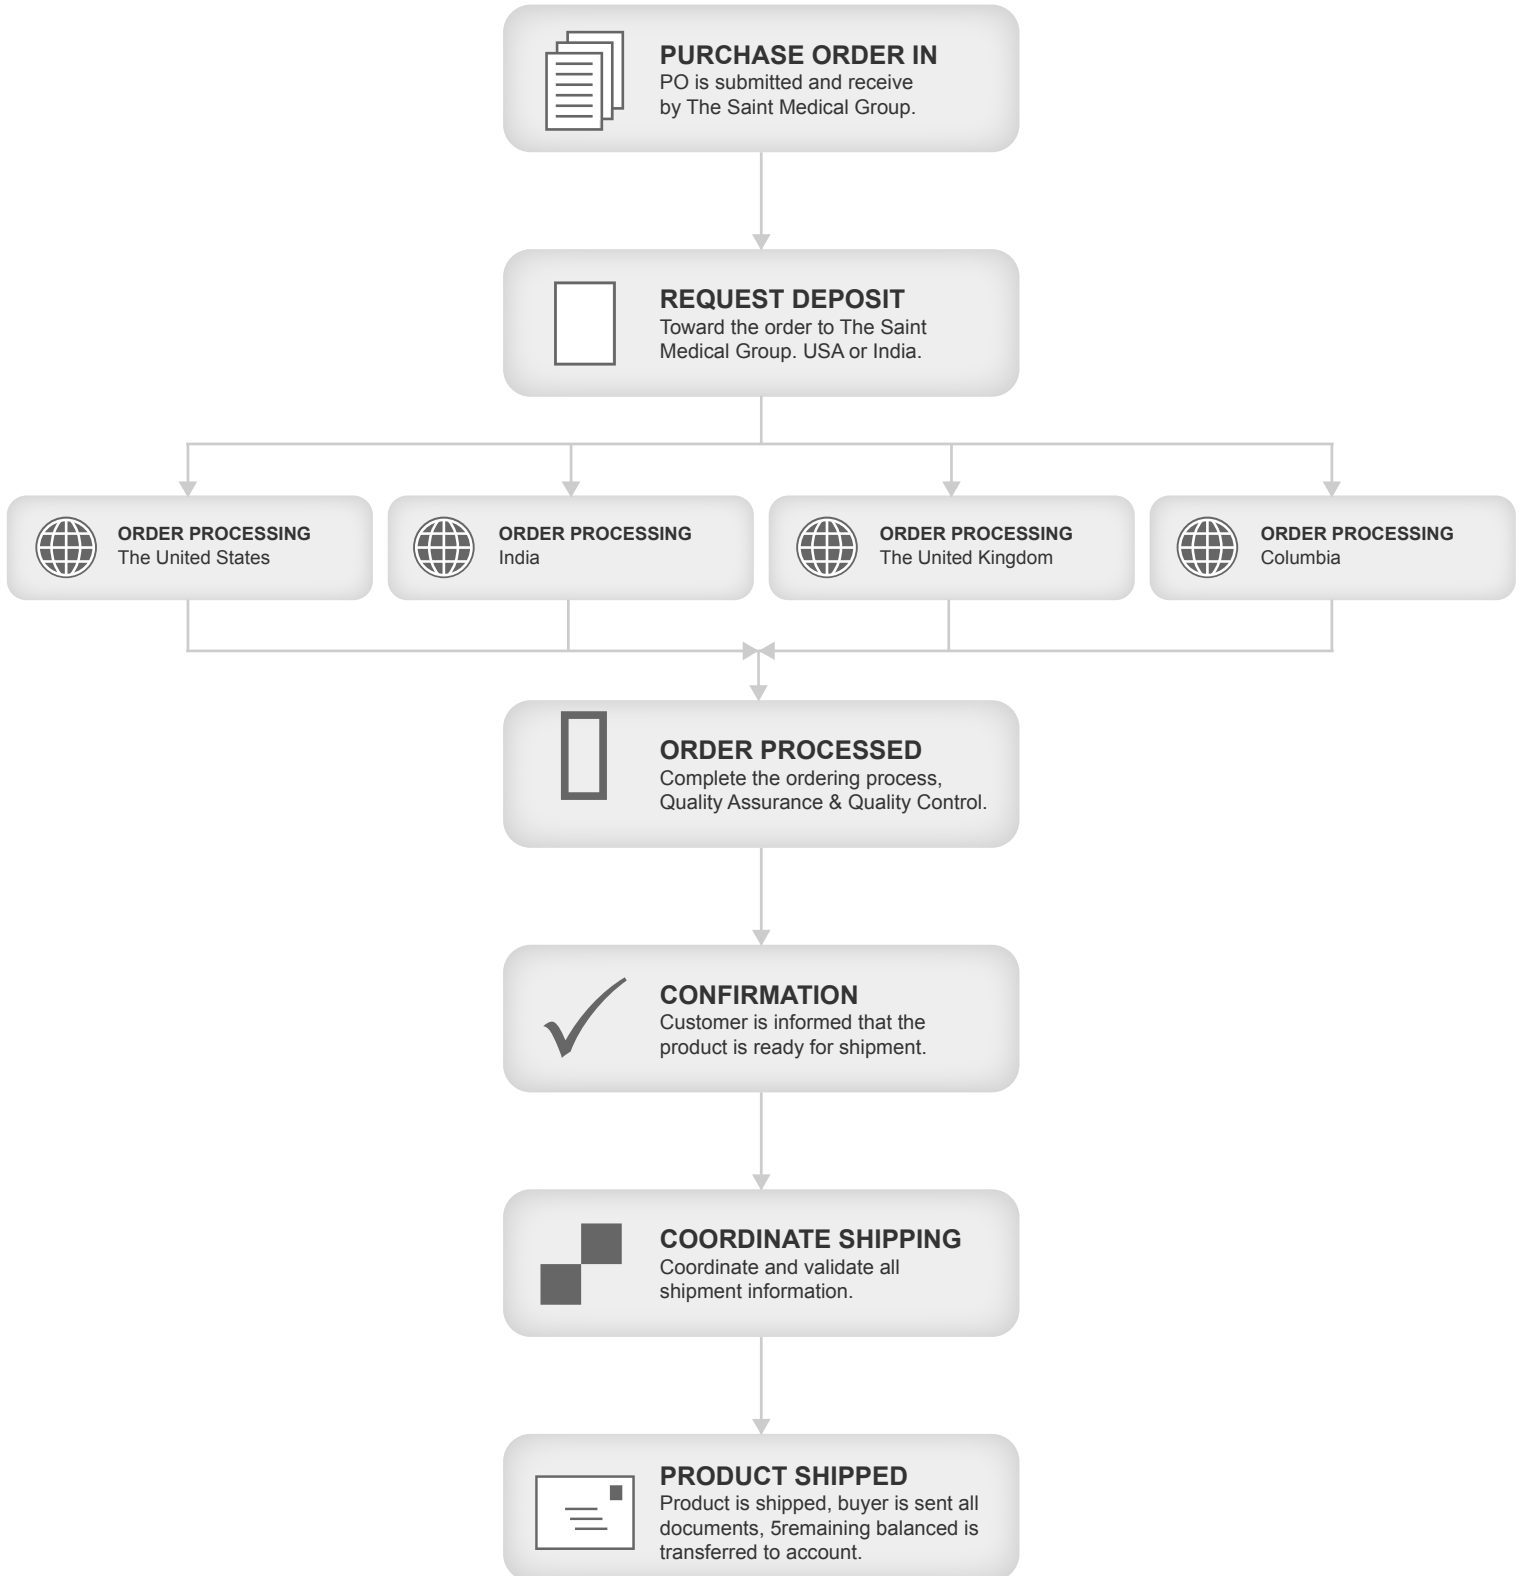 PURCHASE ORDER IN
PO is submitted and receive
by The Saint Medical Group.
REQUEST DEPOSIT
Toward the order to The Saint
Medical Group. USA or India.
ORDER PROCESSING
The United States
ORDER PROCESSING
India
ORDER PROCESSING
The United Kingdom
ORDER PROCESSING
Columbia
ORDER PROCESSED
Complete the ordering process,
Quality Assurance & Quality Control.
CONFIRMATION
Customer is informed that the
product is ready for shipment.
COORDINATE SHIPPING
Coordinate and validate all
shipment information.
PRODUCT SHIPPED
Product is shipped, buyer is sent all
documents, 5remaining balanced is
transferred to account.